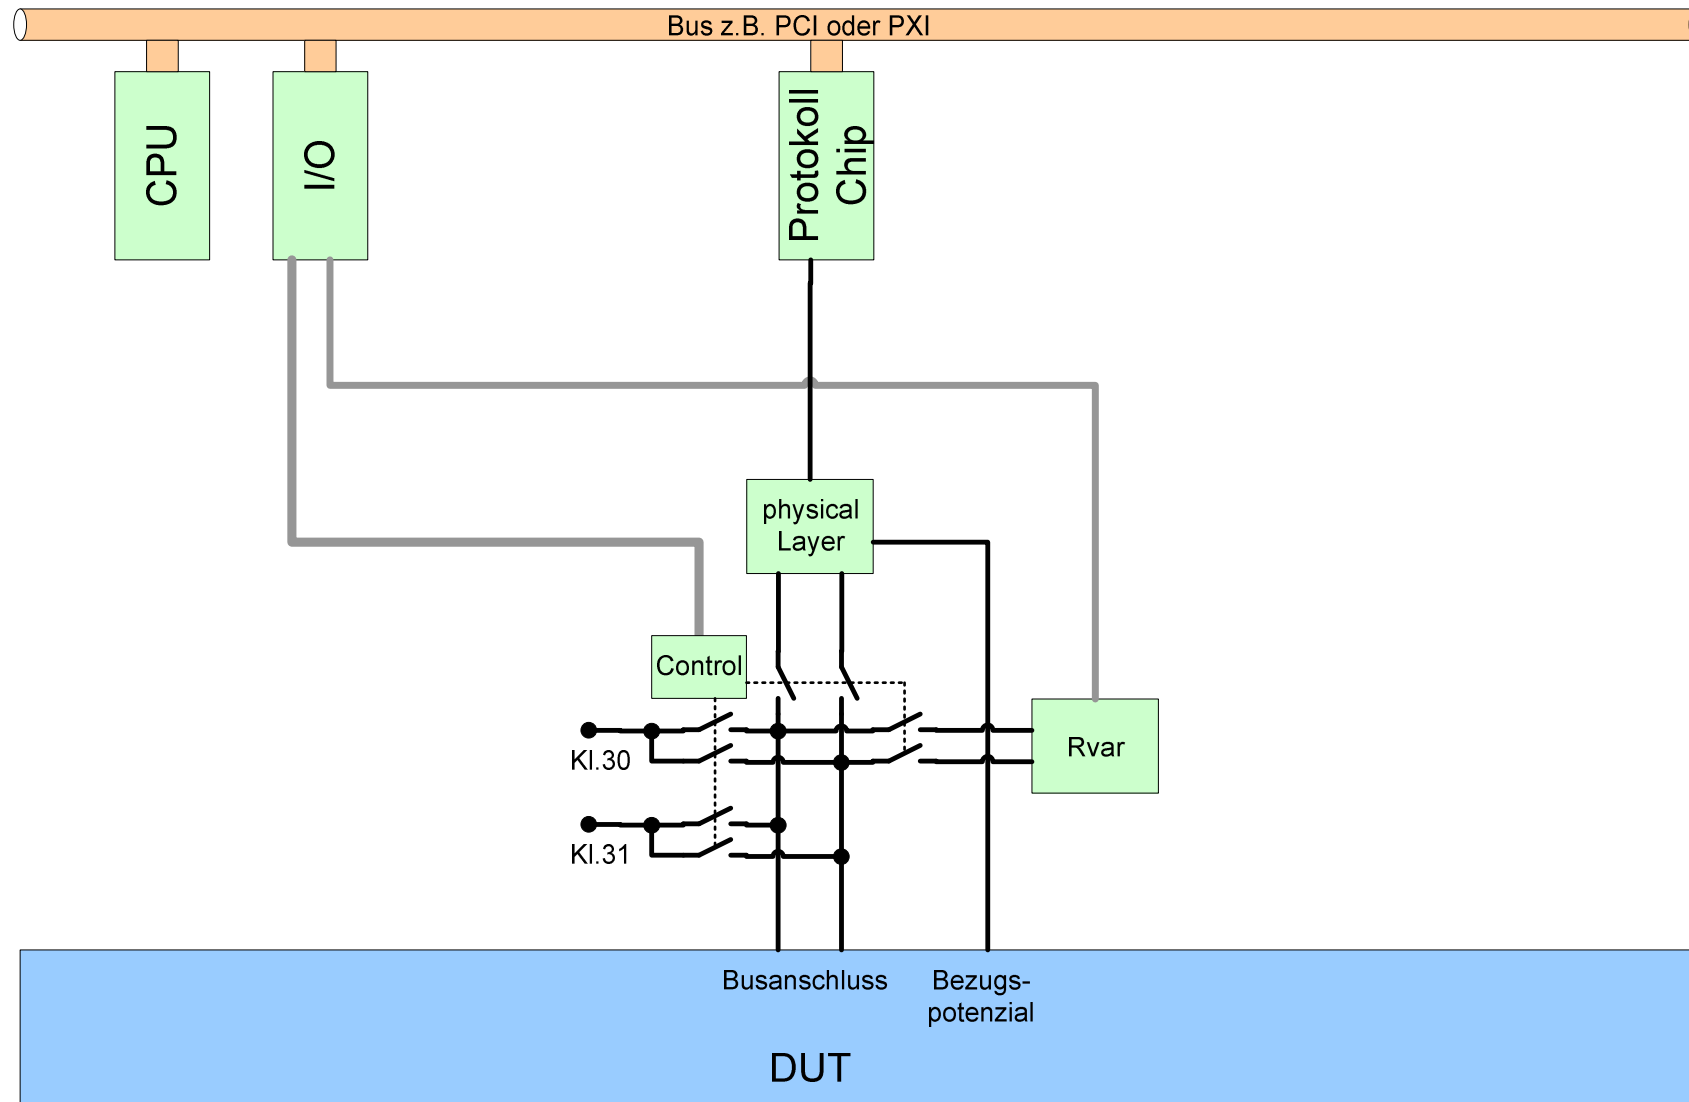 Bus z.B. PCI oder PXI
CPU
I/O
Protokoll
Chip
physical
Layer
Control
Kl.30
Rvar
Kl.31
Busanschluss
Bezugs-
potenzial
DUT